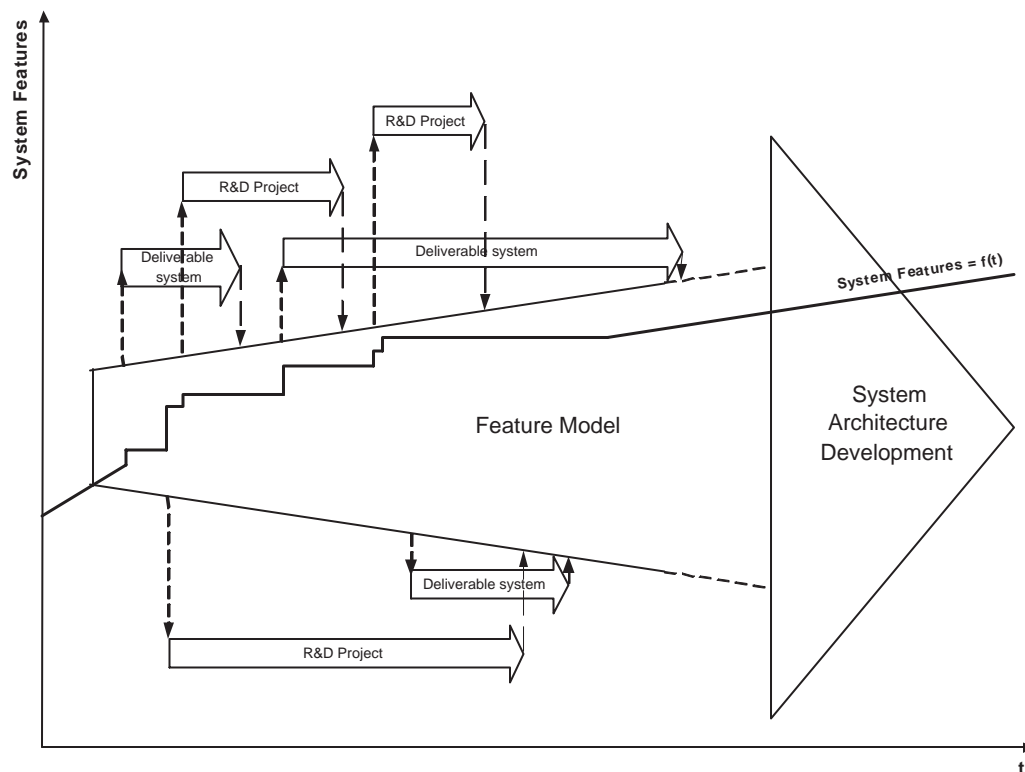 System Features
R&D Project
R&D Project
Deliverable
system
Deliverable system
System Features = f(t)
Feature Model
System
Architecture
Development
Deliverable system
R&D Project
t